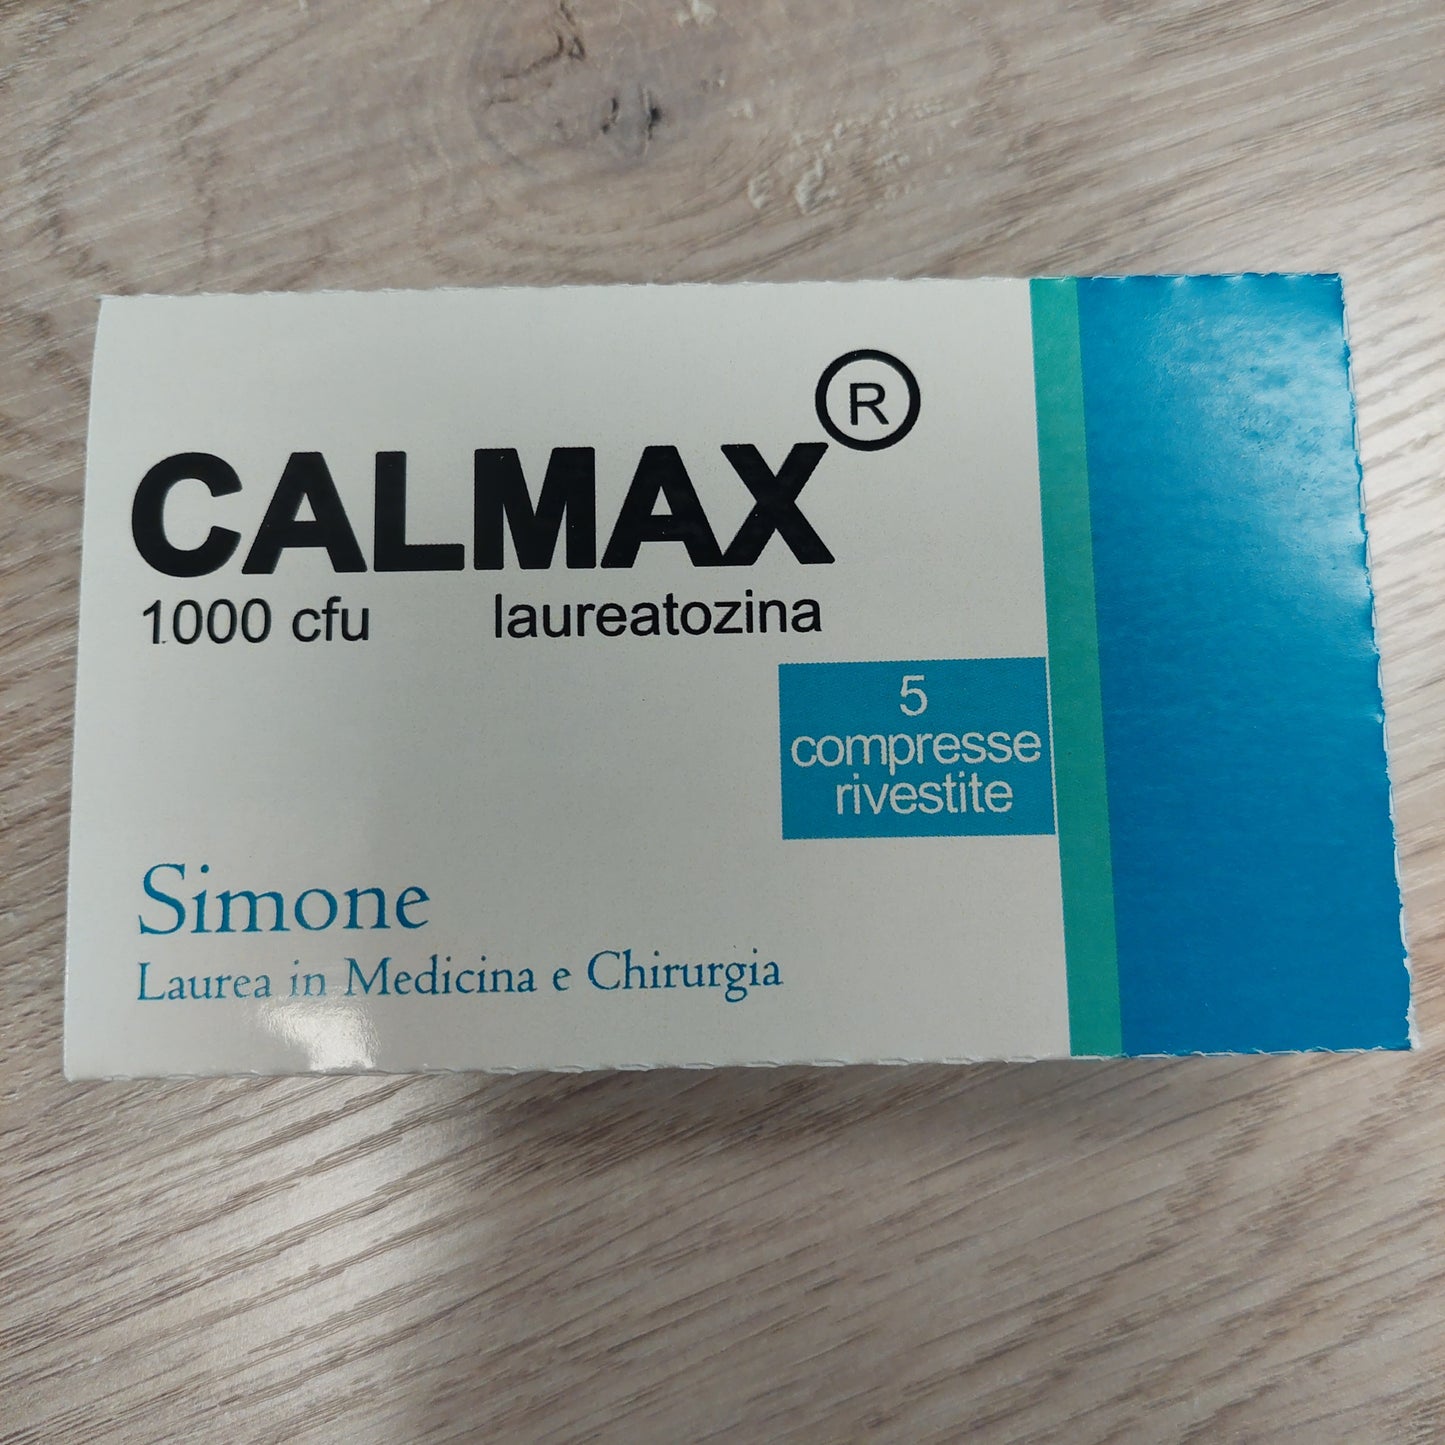 CALMAX®
1000 cfu laureatozina
5
compresse
rivestite
Simone
Laurea in Medicina e Chirurgia